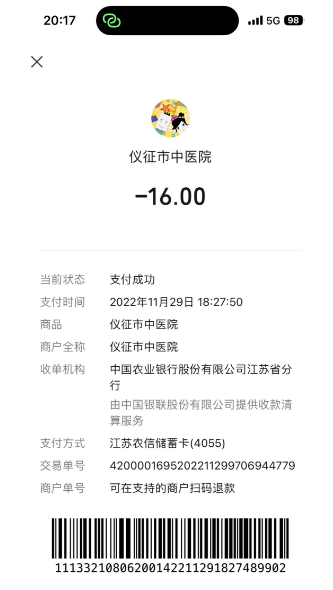 20:17
5G
98
仪征市中医院
-16.00
当前状态 支付成功
支付时间 2022年11月29日 18:27:50
商品 仪征市中医院
商户全称 仪征市中医院
收单机构 中国农业银行股份有限公司江苏省分
行
由中国银联股份有限公司提供收款清
算服务
支付方式 江苏农信储蓄卡(4055)
交易单号 4200001695202211299706944779
商户单号 可在支持的商户扫码退款
11133210806200142211291827489902